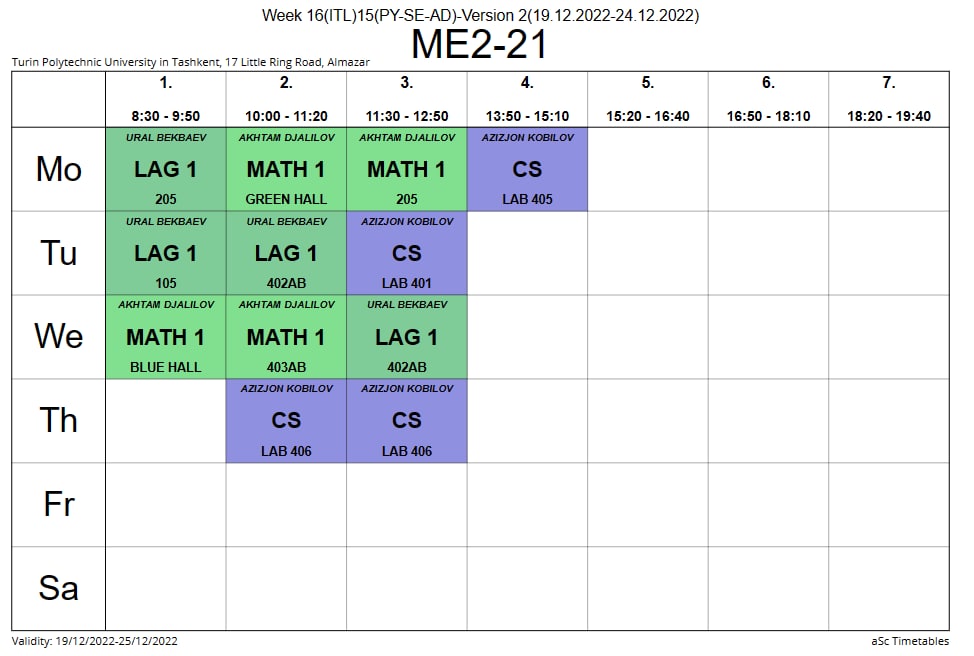 Week 16(ITL)15(PY-SE-AD)-Version 2(19.12.2022-24.12.2022)
ME2-21
Turin Polytechnic University in Tashkent, 17 Little Ring Road, Almazar
1. 2. 3. 4. 5. 6. 7.
8:30 - 9:50 10:00 - 11:20 11:30 - 12:50 13:50 - 15:10 15:20 - 16:40 16:50 - 18:10 18:20 - 19:40
URAL BEKBAEV AKHTAM DJALILOV AKHTAM DJALILOV AZIZJON KOBILOV
Mo LAG 1 MATH 1 MATH 1 CS
205 GREEN HALL 205 LAB 405
URAL BEKBAEV URAL BEKBAEV AZIZJON KOBILOV
Tu LAG 1 LAG 1 CS
105 402AB LAB 401
AKHTAM DJALILOV AKHTAM DJALILOV URAL BEKBAEV
We MATH 1 MATH 1 LAG 1
BLUE HALL 403AB 402AB
AZIZJON KOBILOV AZIZJON KOBILOV
Th CS CS
LAB 406 LAB 406
Fr
Sa
Validity: 19/12/2022-25/12/2022 aSc Timetables